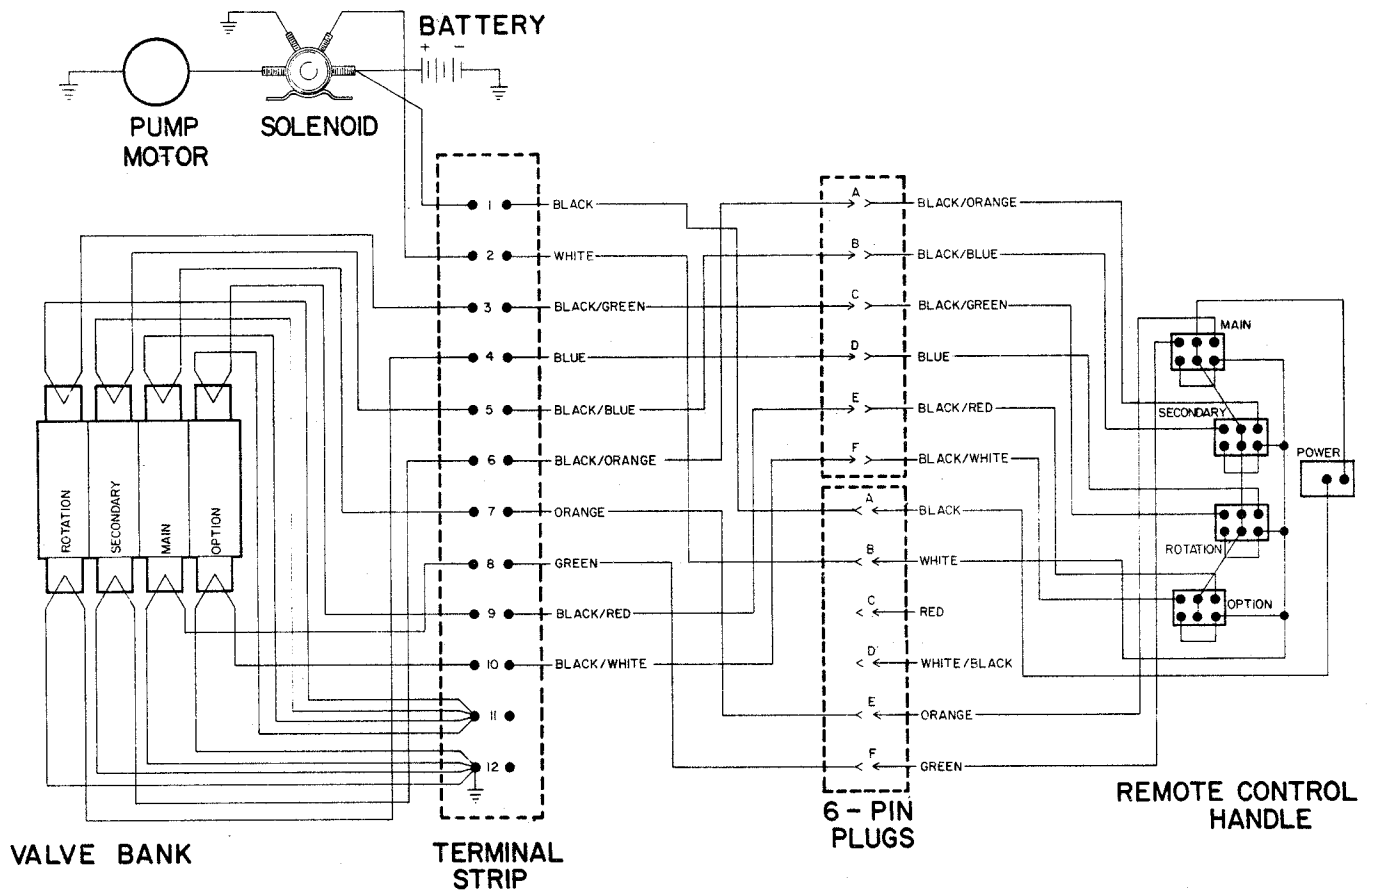 BATTERY
+ −
PUMP
MOTOR
SOLENOID
1 BLACK
2 WHITE
3 BLACK/GREEN
4 BLUE
5 BLACK/BLUE
6 BLACK/ORANGE
7 ORANGE
8 GREEN
9 BLACK/RED
10 BLACK/WHITE
11
12
A BLACK/ORANGE
B BLACK/BLUE
C BLACK/GREEN
D BLUE
E BLACK/RED
F BLACK/WHITE
A BLACK
B WHITE
C RED
D WHITE/BLACK
E ORANGE
F GREEN
MAIN
SECONDARY
POWER
ROTATION
OPTION
ROTATION
SECONDARY
MAIN
OPTION
VALVE BANK
TERMINAL
STRIP
6-PIN
PLUGS
REMOTE CONTROL
HANDLE